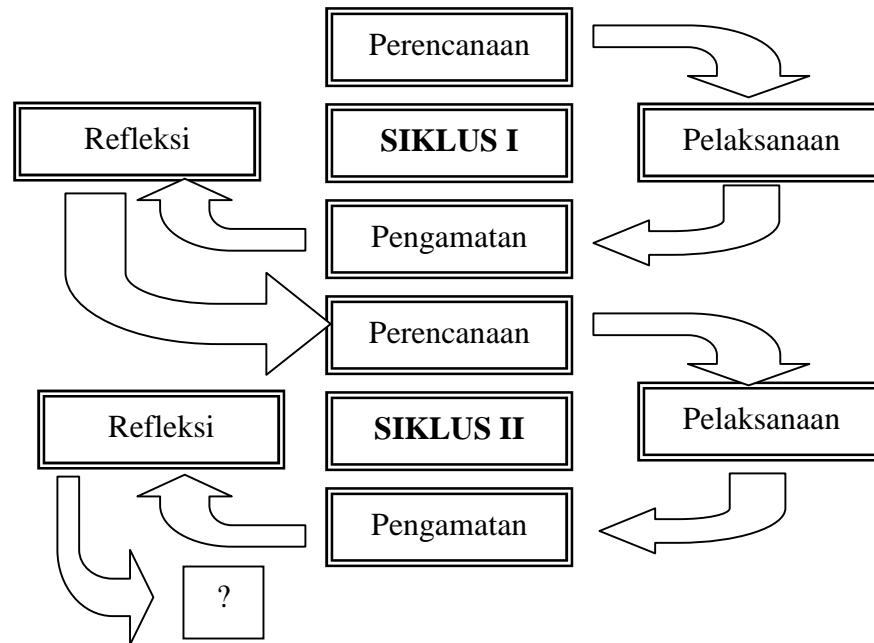 Perencanaan
Refleksi
SIKLUS I
Pelaksanaan
Pengamatan
Perencanaan
Refleksi
SIKLUS II
Pelaksanaan
Pengamatan
?